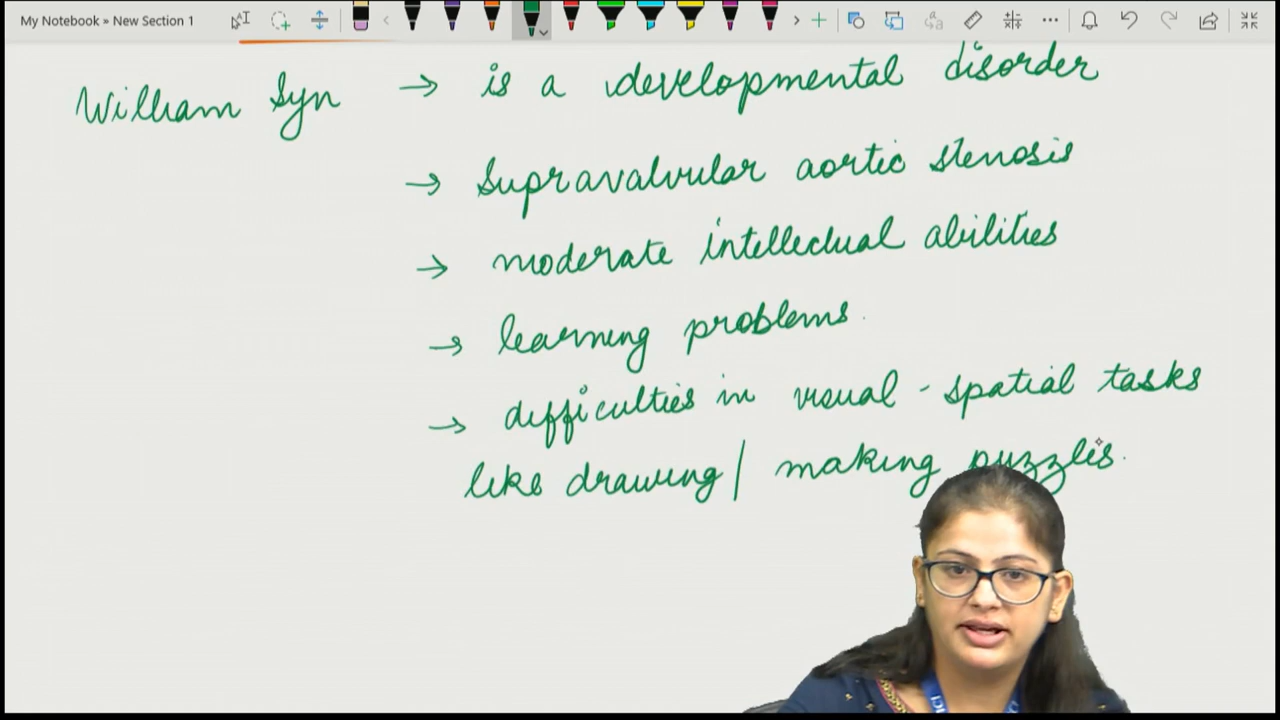 My Notebook » New Section 1
William Syn → is a developmental disorder
→ Supravalvular aortic stenosis
→ moderate intellectual abilities
→ learning problems.
→ difficulties in visual - spatial tasks
like drawing / making puzzles.